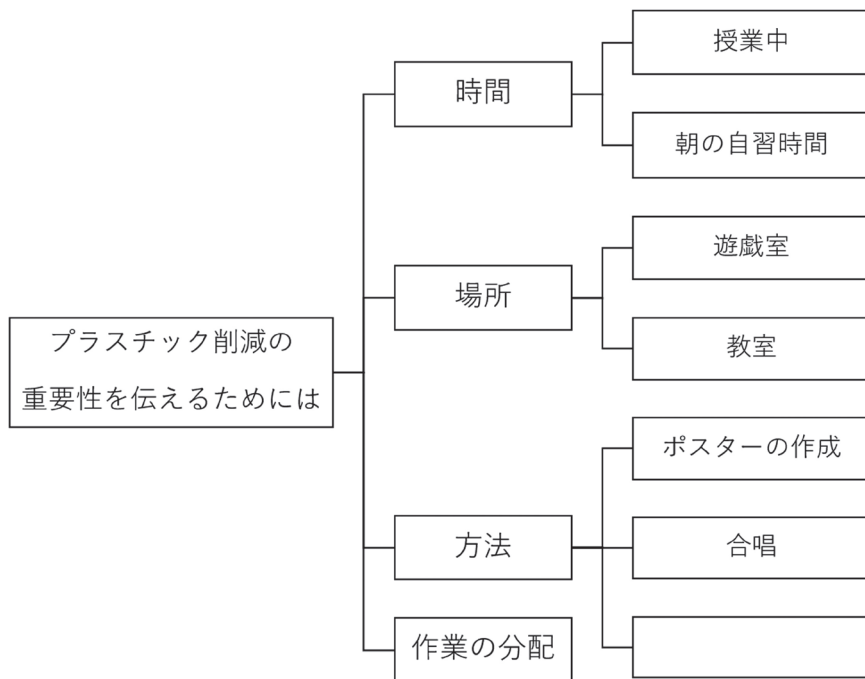 プラスチック削減の
重要性を伝えるためには
時間
授業中
朝の自習時間
場所
遊戯室
教室
方法
ポスターの作成
合唱
作業の分配